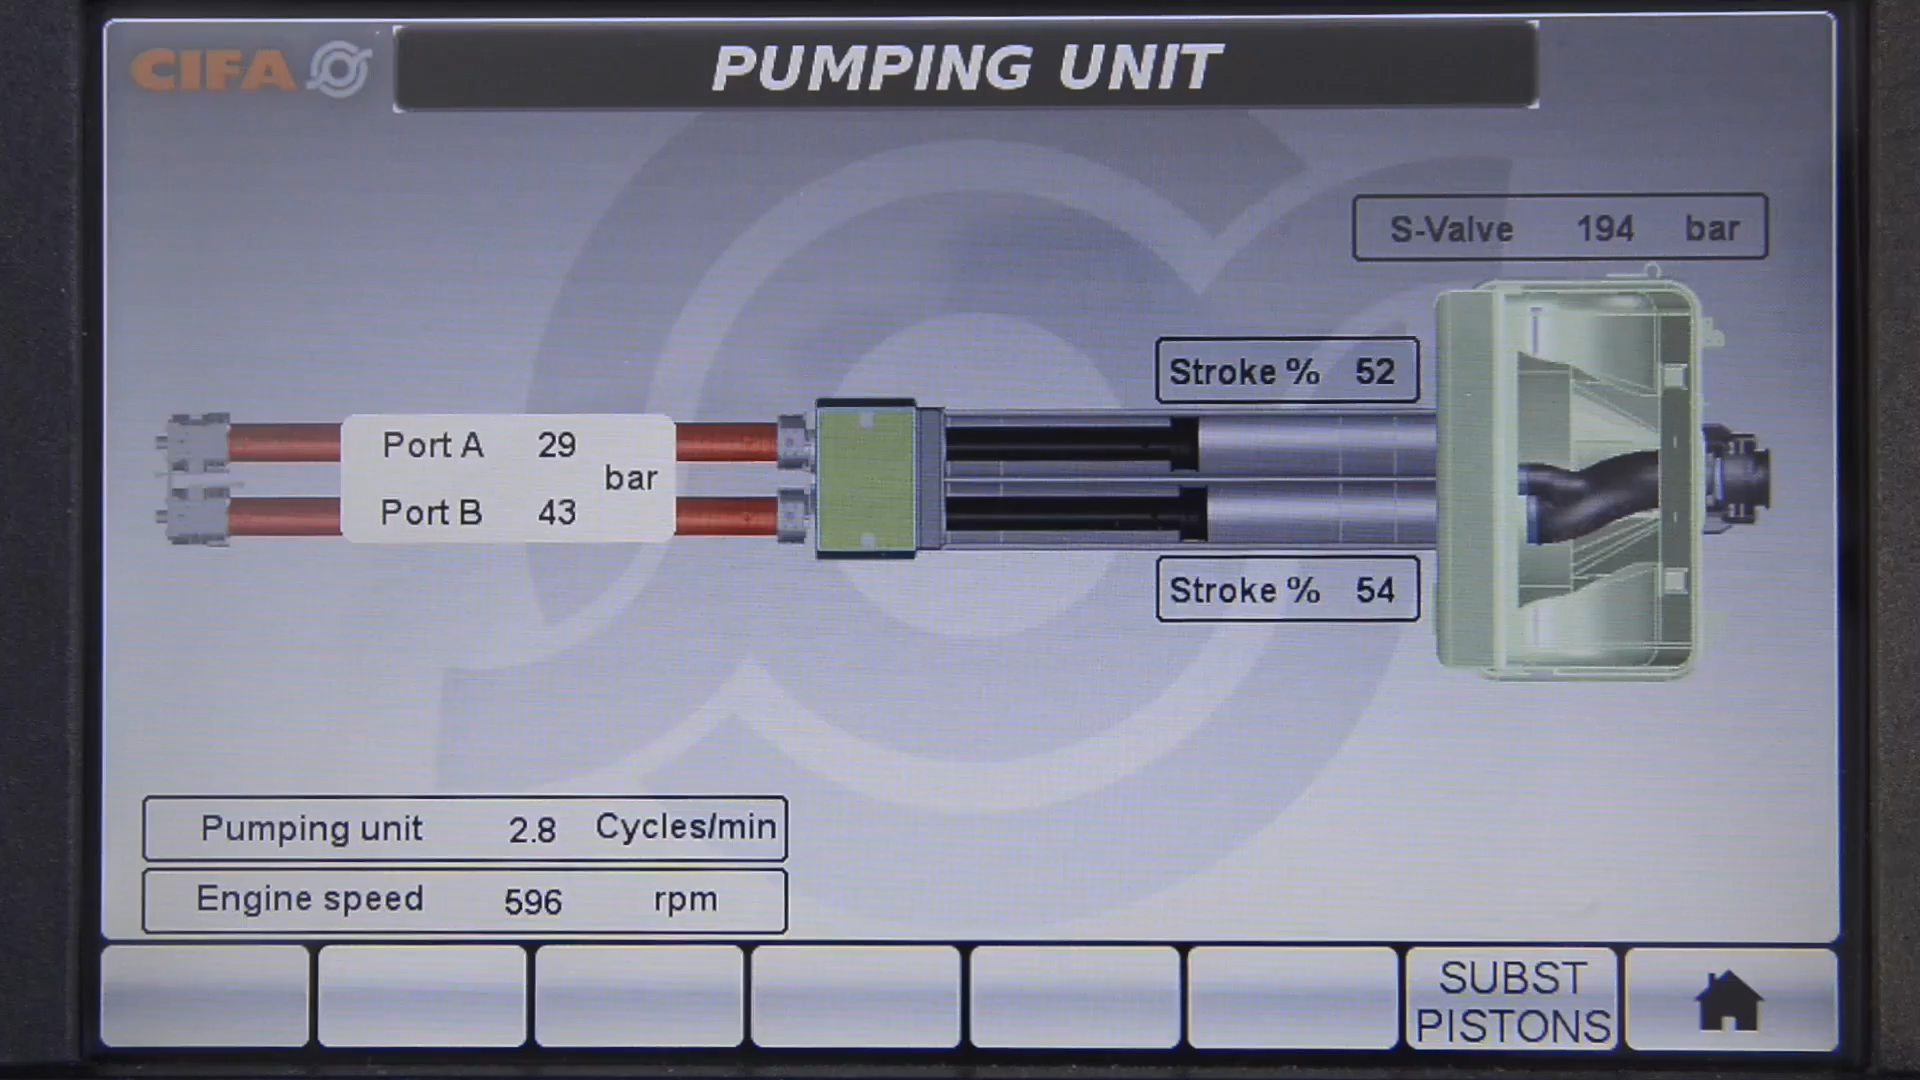 CIFA
PUMPING UNIT
S-Valve 194 bar
Stroke % 52
Port A 29
bar
Port B 43
Stroke % 54
Pumping unit 2.8 Cycles/min
Engine speed 596 rpm
SUBST
PISTONS